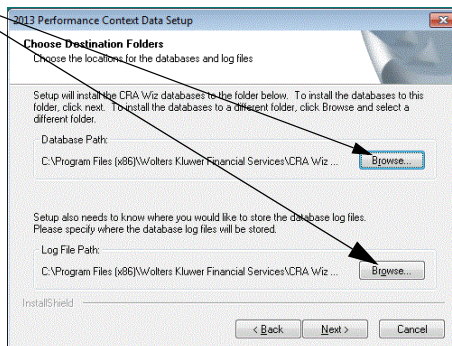 2013 Performance Context Data Setup
Choose Destination Folders
Choose the locations for the databases and log files
Setup will install the CRA Wiz databases to the folder below. To install the databases to this
folder, click next. To install the databases to a different folder, click Browse and select a
different folder.
Database Path:
C:\Program Files (x86)\Wolters Kluwer Financial Services\CRA Wiz ...
Browse...
Setup also needs to know where you would like to store the database log files.
Please specify where the database log files will be stored.
Log File Path:
C:\Program Files (x86)\Wolters Kluwer Financial Services\CRA Wiz ...
Browse...
InstallShield
< Back
Next >
Cancel